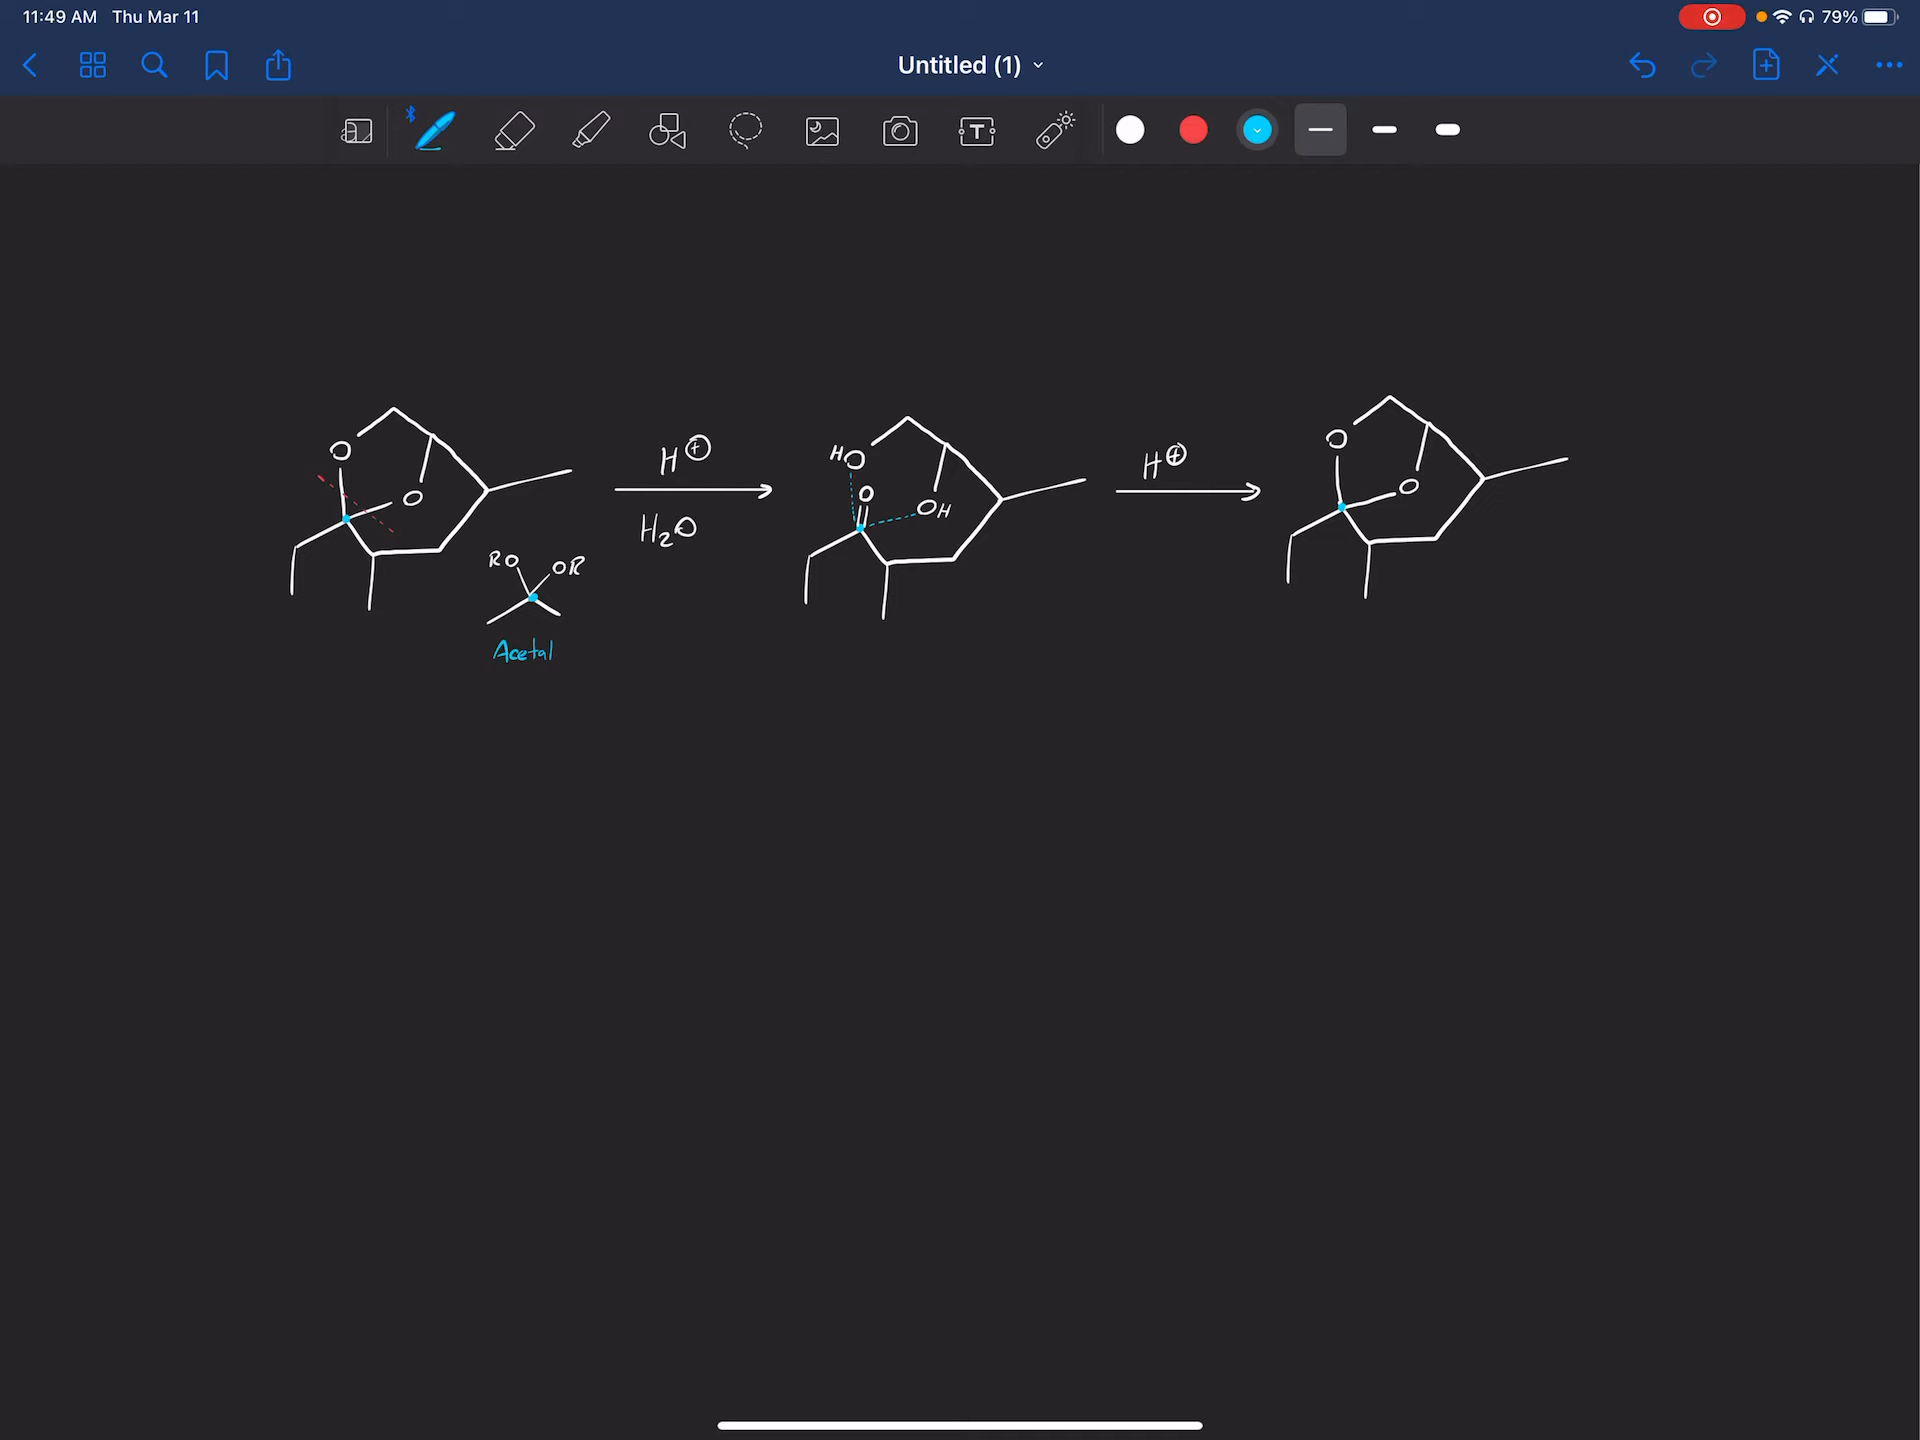 11:49 AM Thu Mar 11
79%
Untitled (1)
T
O
O
RO OR
Acetal
H⊕
H₂O
HO
O
OH
H⊕
O
O